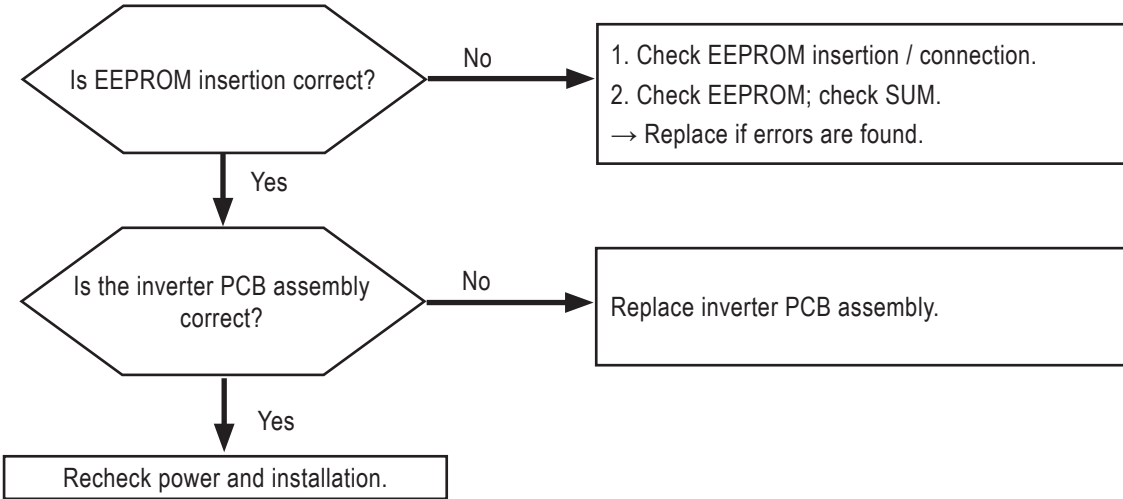 Is EEPROM insertion correct?
No
1. Check EEPROM insertion / connection.
2. Check EEPROM; check SUM.
→ Replace if errors are found.
Yes
Is the inverter PCB assembly
correct?
No
Replace inverter PCB assembly.
Yes
Recheck power and installation.